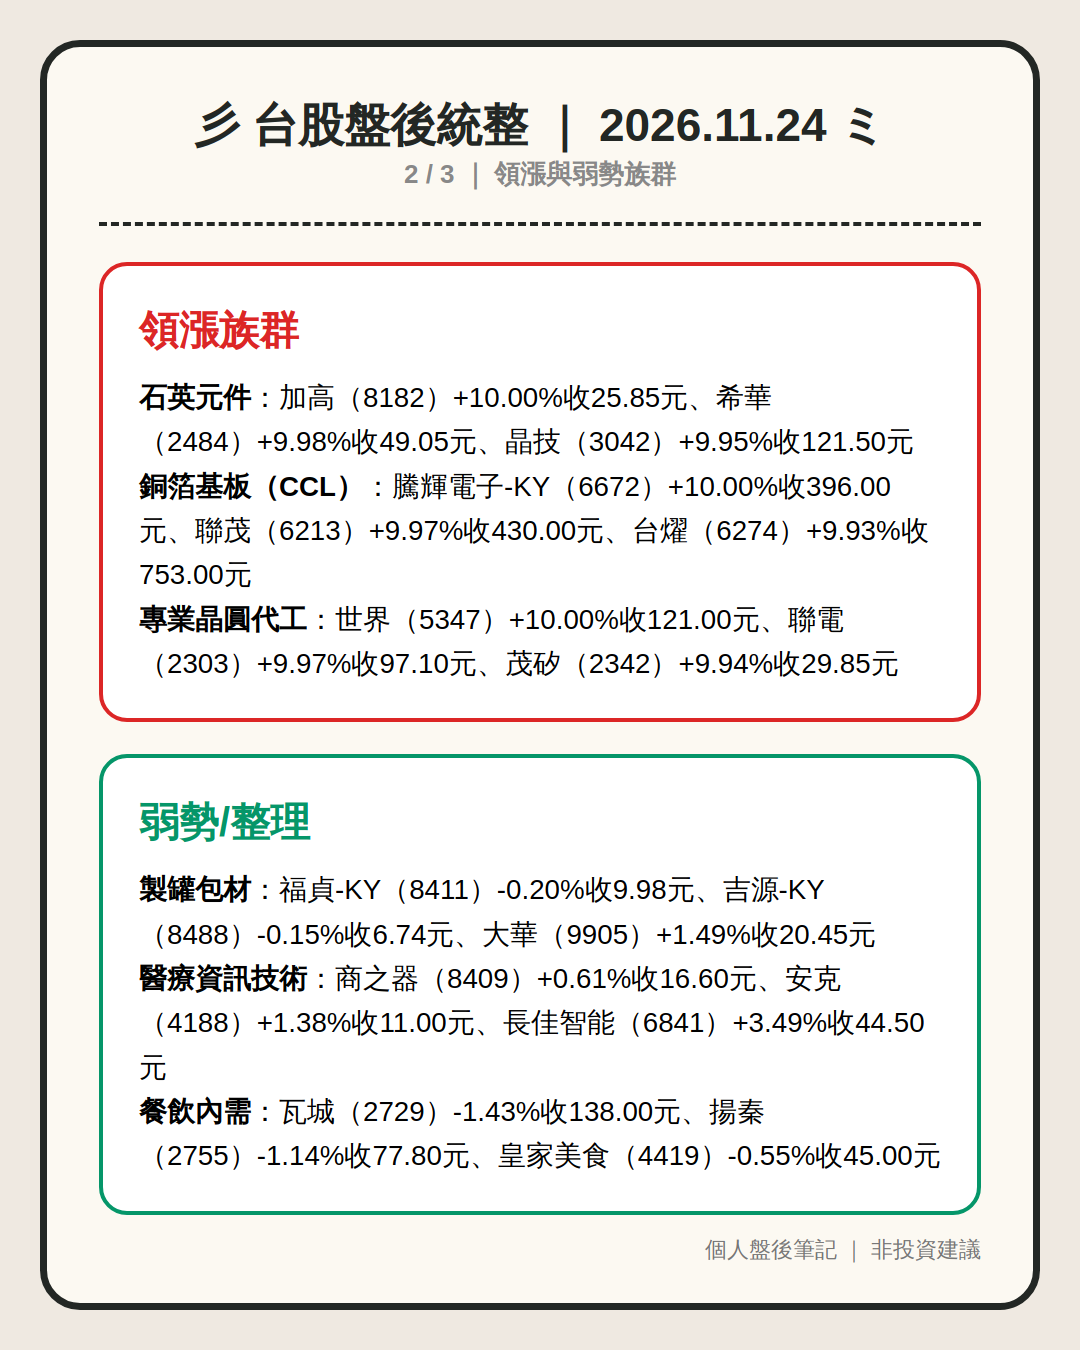 彡 台股盤後統整 ｜ 2026.11.24 ミ
2 / 3 ｜ 領漲與弱勢族群
領漲族群
石英元件：加高（8182）+10.00%收25.85元、希華
（2484）+9.98%收49.05元、晶技（3042）+9.95%收121.50元
銅箔基板（CCL）：騰輝電子-KY（6672）+10.00%收396.00
元、聯茂（6213）+9.97%收430.00元、台燿（6274）+9.93%收
753.00元
專業晶圓代工：世界（5347）+10.00%收121.00元、聯電
（2303）+9.97%收97.10元、茂矽（2342）+9.94%收29.85元
弱勢/整理
製罐包材：福貞-KY（8411）-0.20%收9.98元、吉源-KY
（8488）-0.15%收6.74元、大華（9905）+1.49%收20.45元
醫療資訊技術：商之器（8409）+0.61%收16.60元、安克
（4188）+1.38%收11.00元、長佳智能（6841）+3.49%收44.50
元
餐飲內需：瓦城（2729）-1.43%收138.00元、揚秦
（2755）-1.14%收77.80元、皇家美食（4419）-0.55%收45.00元
個人盤後筆記 ｜ 非投資建議